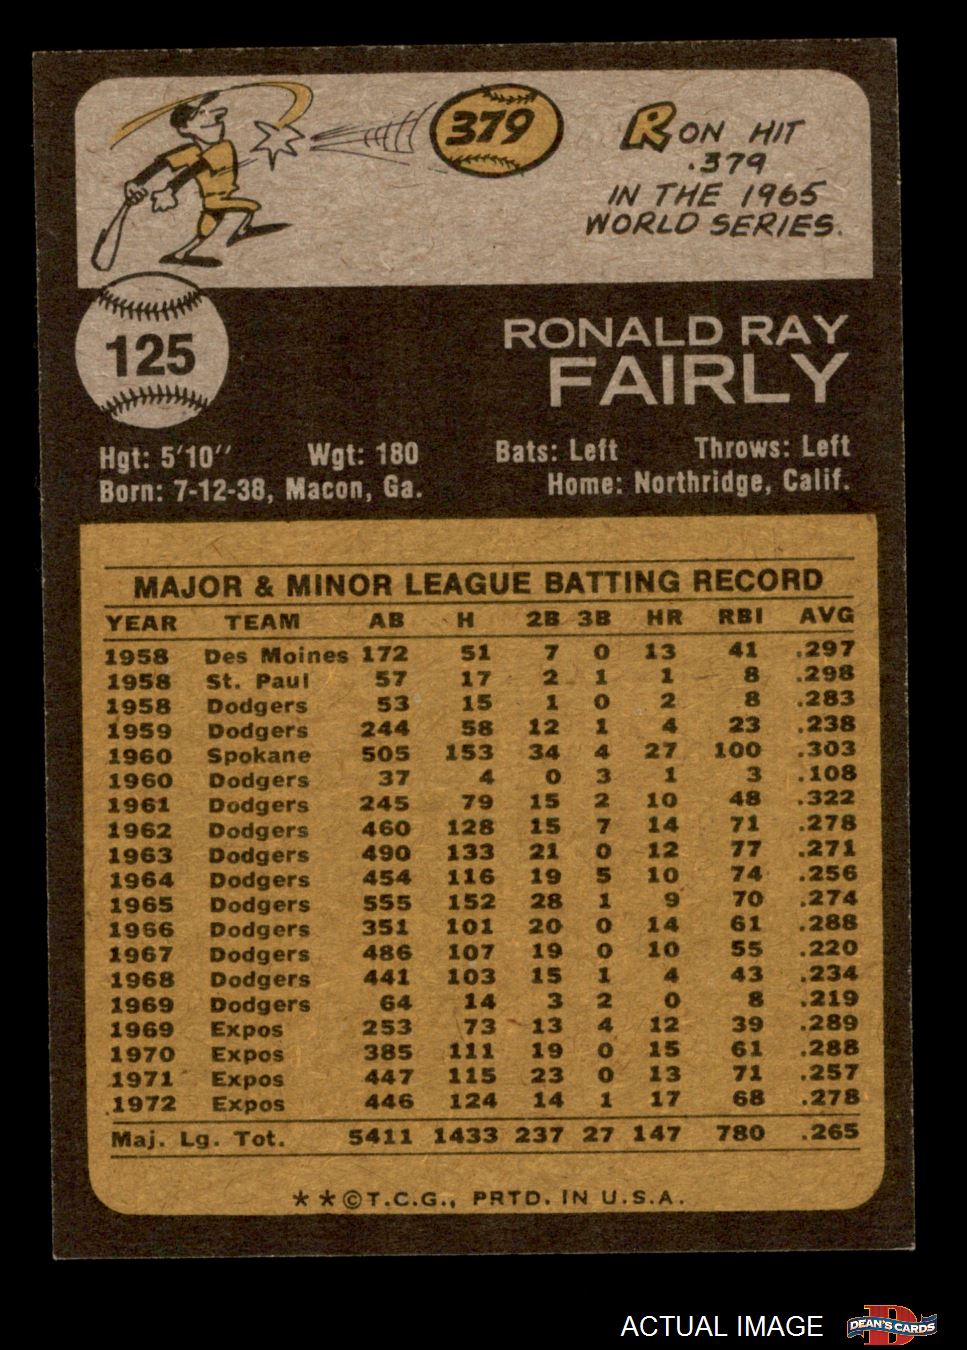 379
RON HIT
.379
IN THE 1965
WORLD SERIES.
125
RONALD RAY
FAIRLY
Hgt: 5'10'' Wgt: 180 Bats: Left Throws: Left
Born: 7-12-38, Macon, Ga. Home: Northridge, Calif.
MAJOR & MINOR LEAGUE BATTING RECORD
YEAR TEAM AB H 2B 3B HR RBI AVG
1958 Des Moines 172 51 7 0 13 41 .297
1958 St. Paul 57 17 2 1 1 8 .298
1958 Dodgers 53 15 1 0 2 8 .283
1959 Dodgers 244 58 12 1 4 23 .238
1960 Spokane 505 153 34 4 27 100 .303
1960 Dodgers 37 4 0 3 1 3 .108
1961 Dodgers 245 79 15 2 10 48 .322
1962 Dodgers 460 128 15 7 14 71 .278
1963 Dodgers 490 133 21 0 12 77 .271
1964 Dodgers 454 116 19 5 10 74 .256
1965 Dodgers 555 152 28 1 9 70 .274
1966 Dodgers 351 101 20 0 14 61 .288
1967 Dodgers 486 107 19 0 10 55 .220
1968 Dodgers 441 103 15 1 4 43 .234
1969 Dodgers 64 14 3 2 0 8 .219
1969 Expos 253 73 13 4 12 39 .289
1970 Expos 385 111 19 0 15 61 .288
1971 Expos 447 115 23 0 13 71 .257
1972 Expos 446 124 14 1 17 68 .278
Maj. Lg. Tot. 5411 1433 237 27 147 780 .265
★ ★ © T.C.G., PRTD. IN U.S.A.
ACTUAL IMAGE
DEAN'S CARDS